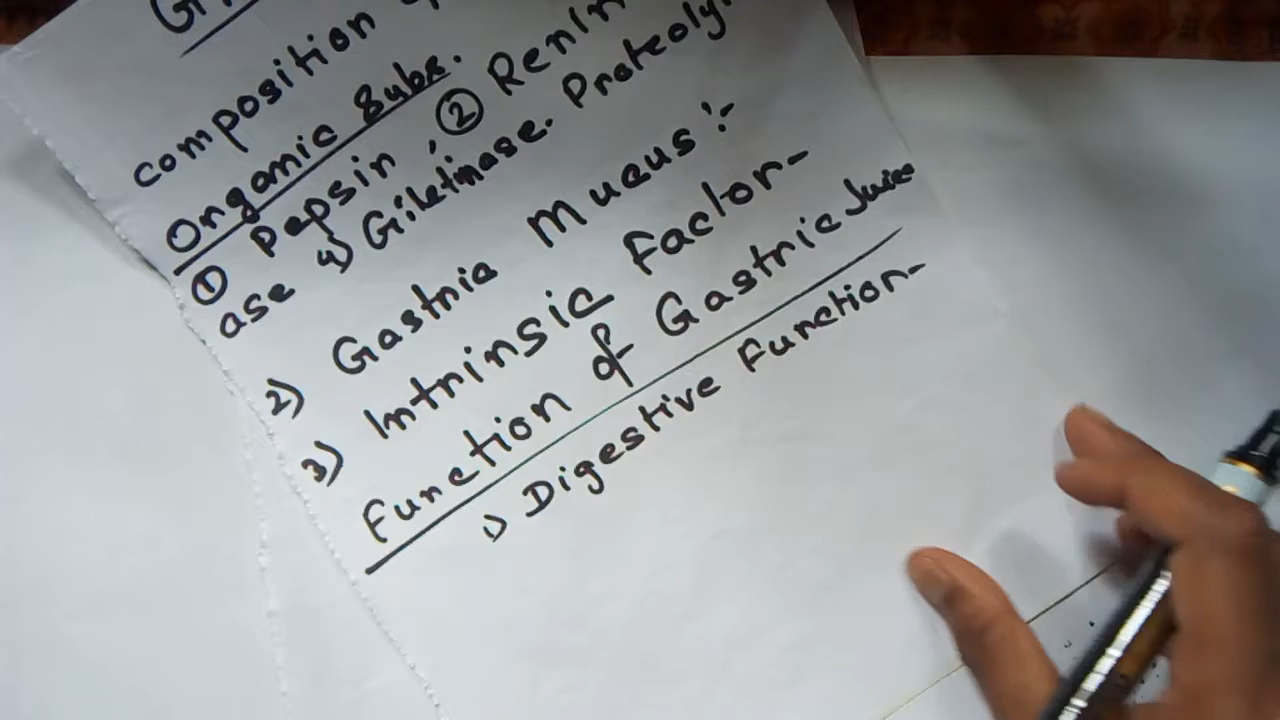 composition
Organic Subs.
① Pepsin, ② Renin
ase 4) Giletinase. Proteoly
2) Gastric Mucus :-
3) Intrinsic Factor-
Function of Gastric Juice
1) Digestive Function-